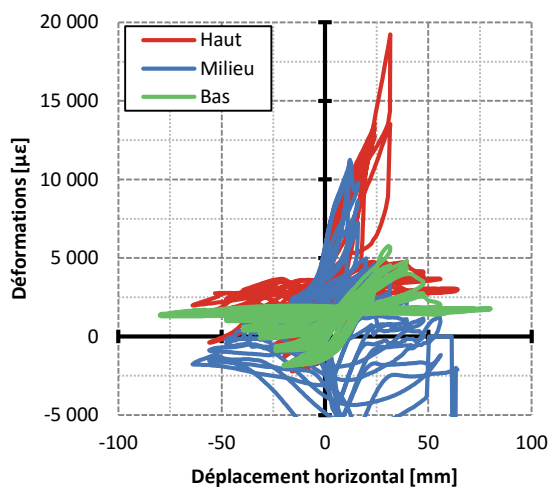 20 000
15 000
10 000
5 000
0
-5 000
Déformations [µε]
Haut
Milieu
Bas
-100
-50
0
50
100
Déplacement horizontal [mm]